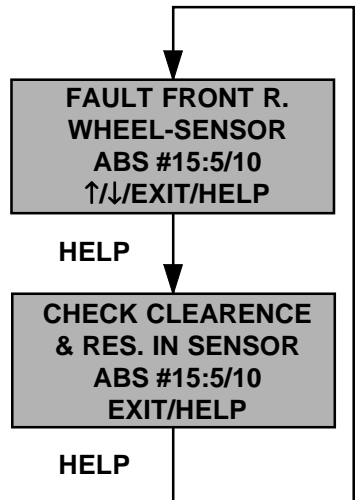 FAULT FRONT R.
WHEEL-SENSOR
ABS #15:5/10
↑/↓/EXIT/HELP
HELP
CHECK CLEARENCE
& RES. IN SENSOR
ABS #15:5/10
EXIT/HELP
HELP